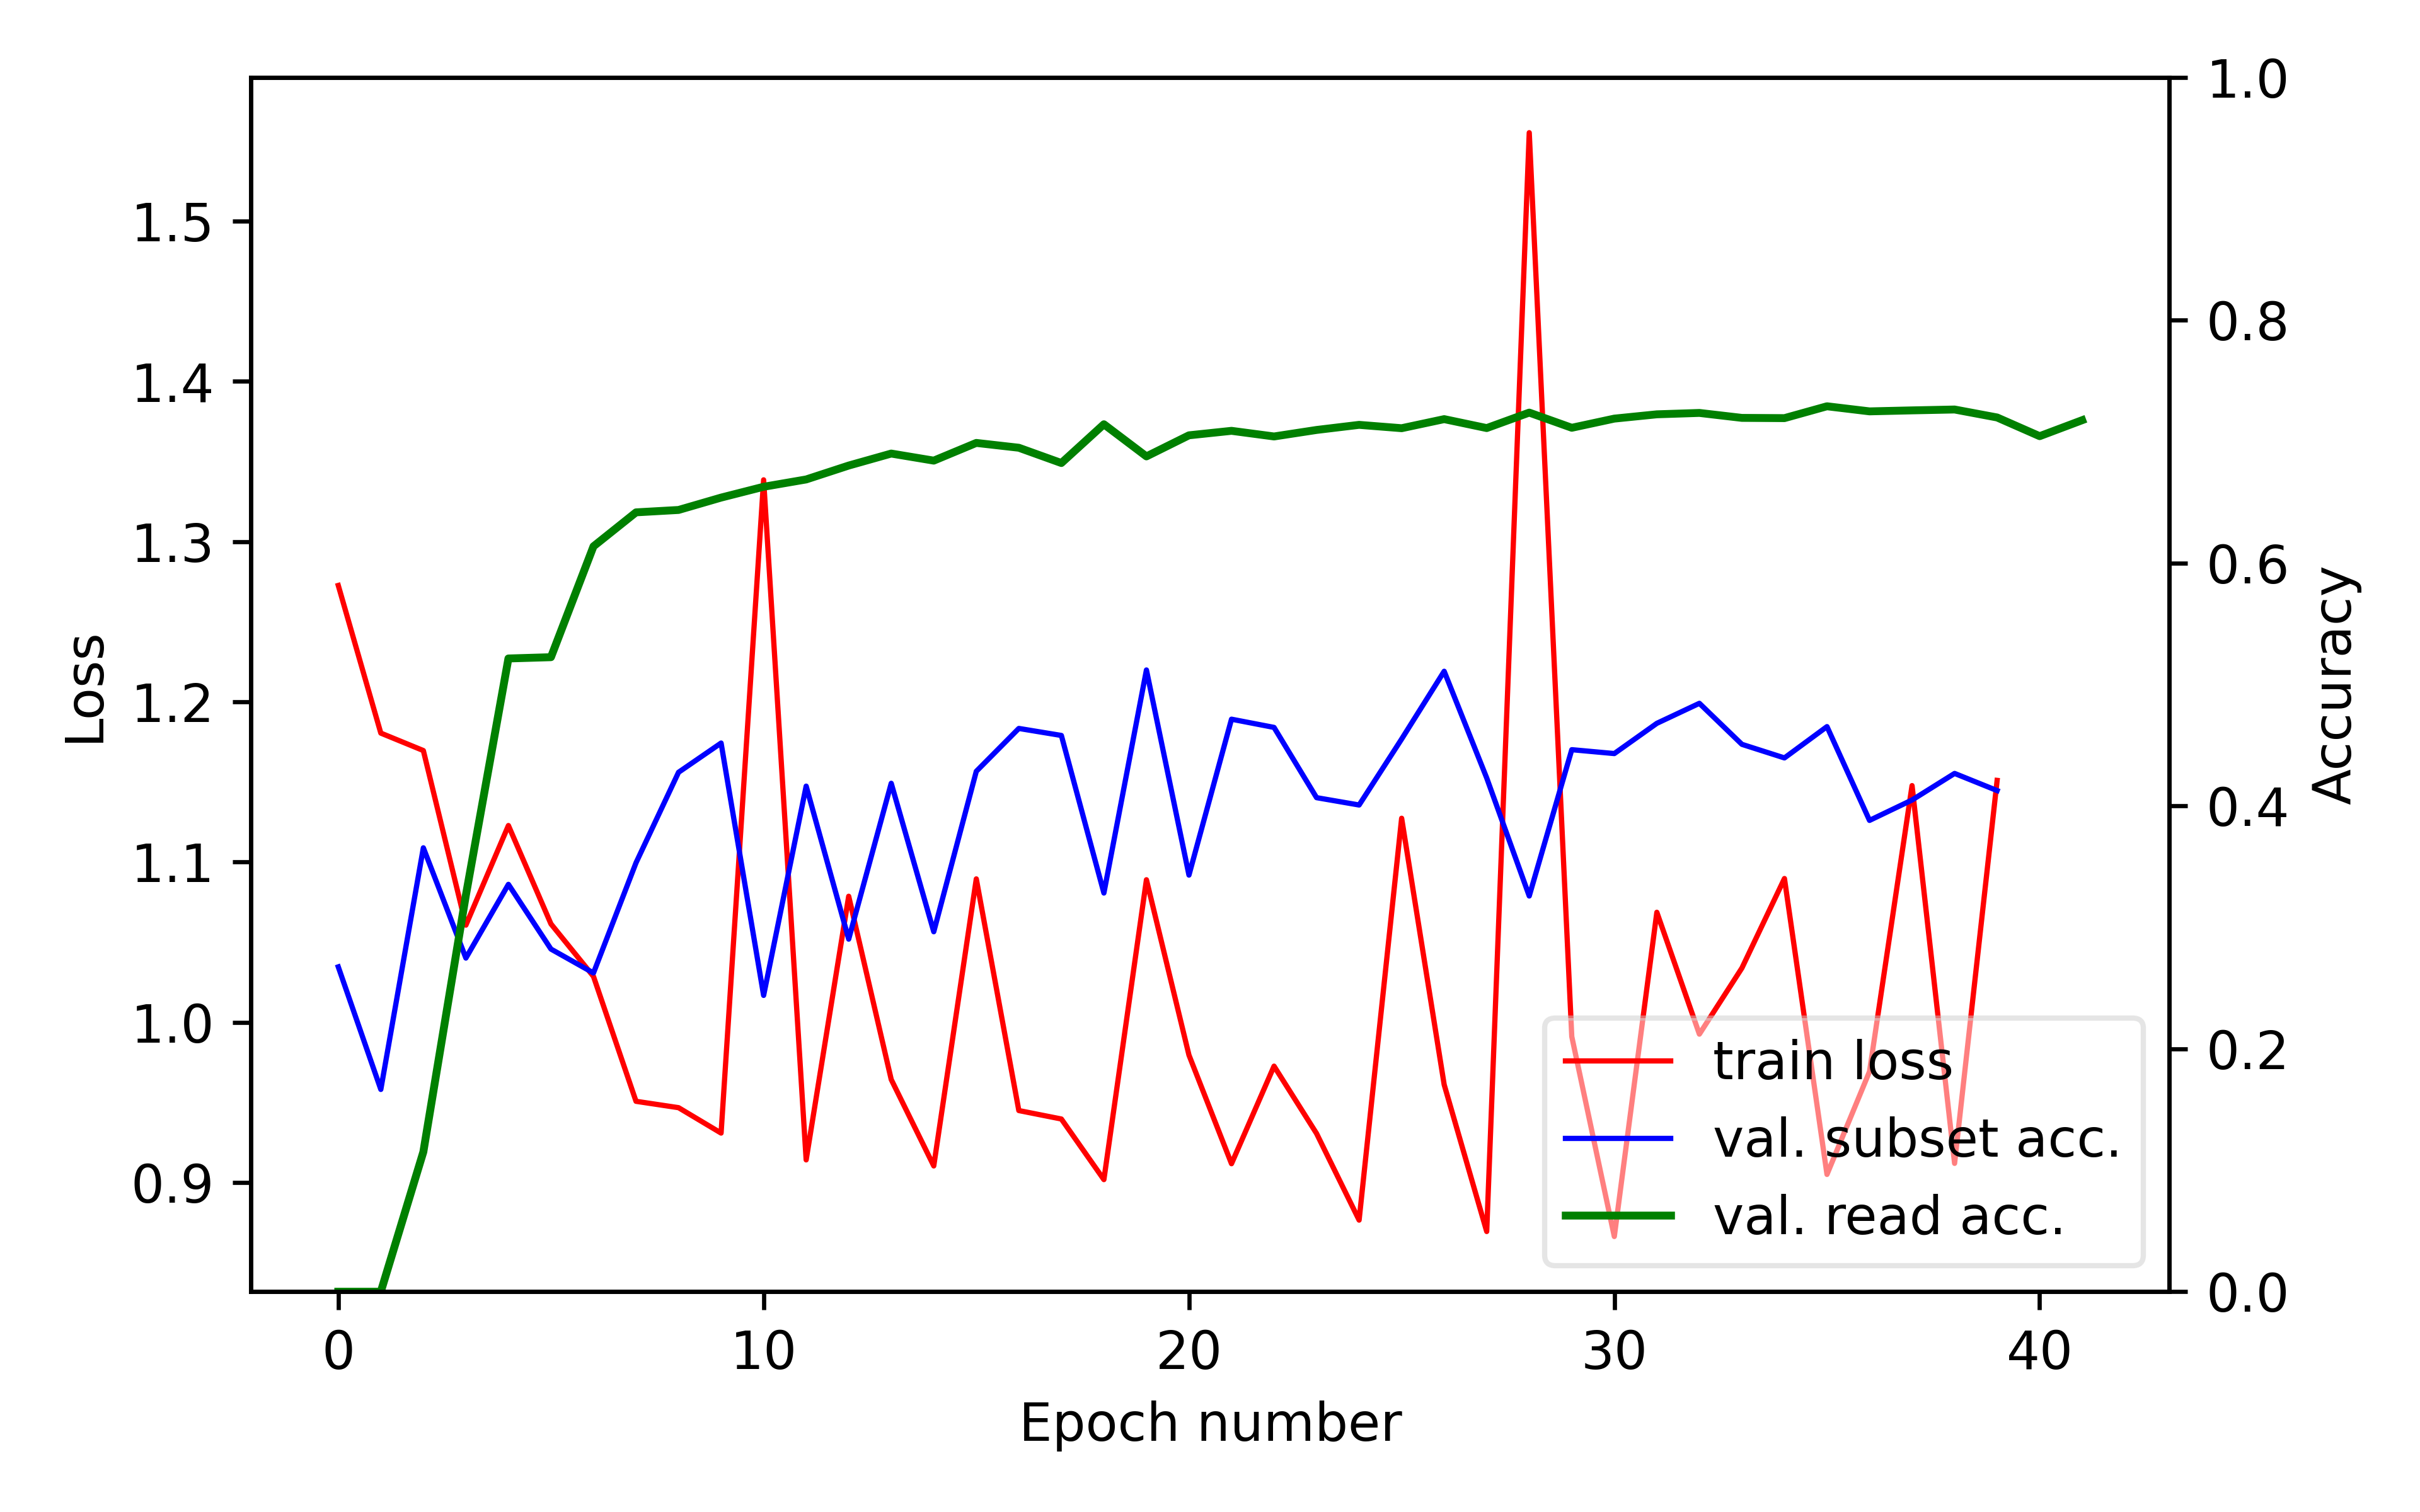 1.5
1.4
1.3
1.2
1.1
1.0
0.9
Loss
1.0
0.8
0.6
0.4
0.2
0.0
Accuracy
train loss
val. subset acc.
val. read acc.
0 10 20 30 40
Epoch number